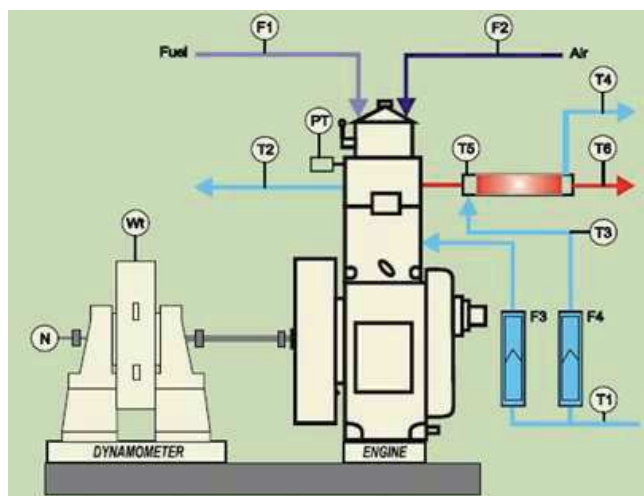 F1
F2
Fuel
Air
T4
PT
T2
T5
T6
Wt
T3
F3
F4
N
T1
DYNAMOMETER
ENGINE